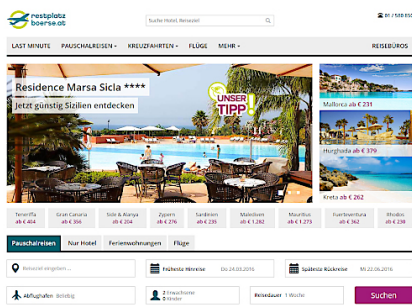 restplatz
boerse.at
Suche Hotel, Reiseziel
LAST MINUTE PAUSCHALREISEN KREUZFAHRTEN FLÜGE MEHR REISEBÜROS
Residence Marsa Sicla ****
Jetzt günstig Sizilien entdecken
UNSER
TIPP!
Mallorca ab € 231
Hurghada ab € 379
Kreta ab € 262
Teneriffa Gran Canaria Side & Alanya Zypern Sardinien Malediven Mauritius Fuerteventura Rhodos
ab € 404 ab € 356 ab € 204 ab € 276 ab € 235 ab € 1.282 ab € 1.273 ab € 362 ab € 230
Pauschalreisen Nur Hotel Ferienwohnungen Flüge
Reiseziel eingeben ... Früheste Hinreise Do 24.03.2016 Späteste Rückreise Mi 22.06.2016
Abflughafen Beliebig 2 Erwachsene Reisedauer 1 Woche Suchen
0 Kinder